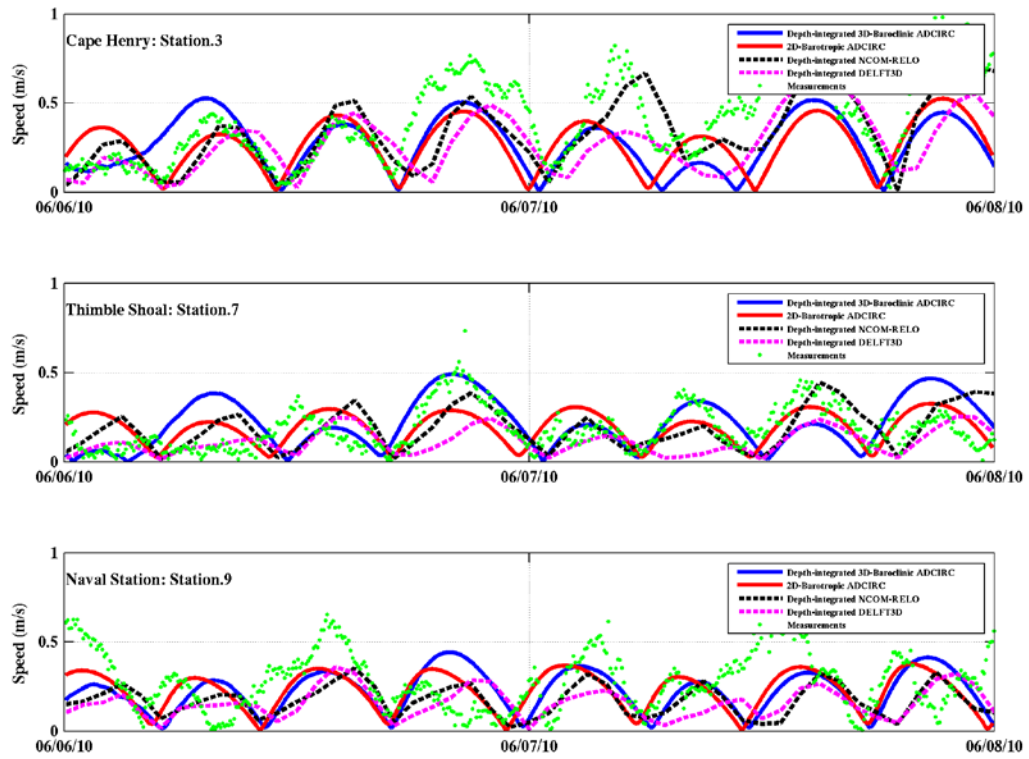 1
Cape Henry: Station.3
Depth-integrated 3D-Baroclinic ADCIRC
2D-Barotropic ADCIRC
Depth-integrated NCOM-RELO
Depth-integrated DELFT3D
Measurements
Speed (m/s)
0.5
0
06/06/10 06/07/10 06/08/10
1
Thimble Shoal: Station.7
Depth-integrated 3D-Baroclinic ADCIRC
2D-Barotropic ADCIRC
Depth-integrated NCOM-RELO
Depth-integrated DELFT3D
Measurements
Speed (m/s)
0.5
0
06/06/10 06/07/10 06/08/10
1
Naval Station: Station.9
Depth-integrated 3D-Baroclinic ADCIRC
2D-Barotropic ADCIRC
Depth-integrated NCOM-RELO
Depth-integrated DELFT3D
Measurements
Speed (m/s)
0.5
0
06/06/10 06/07/10 06/08/10